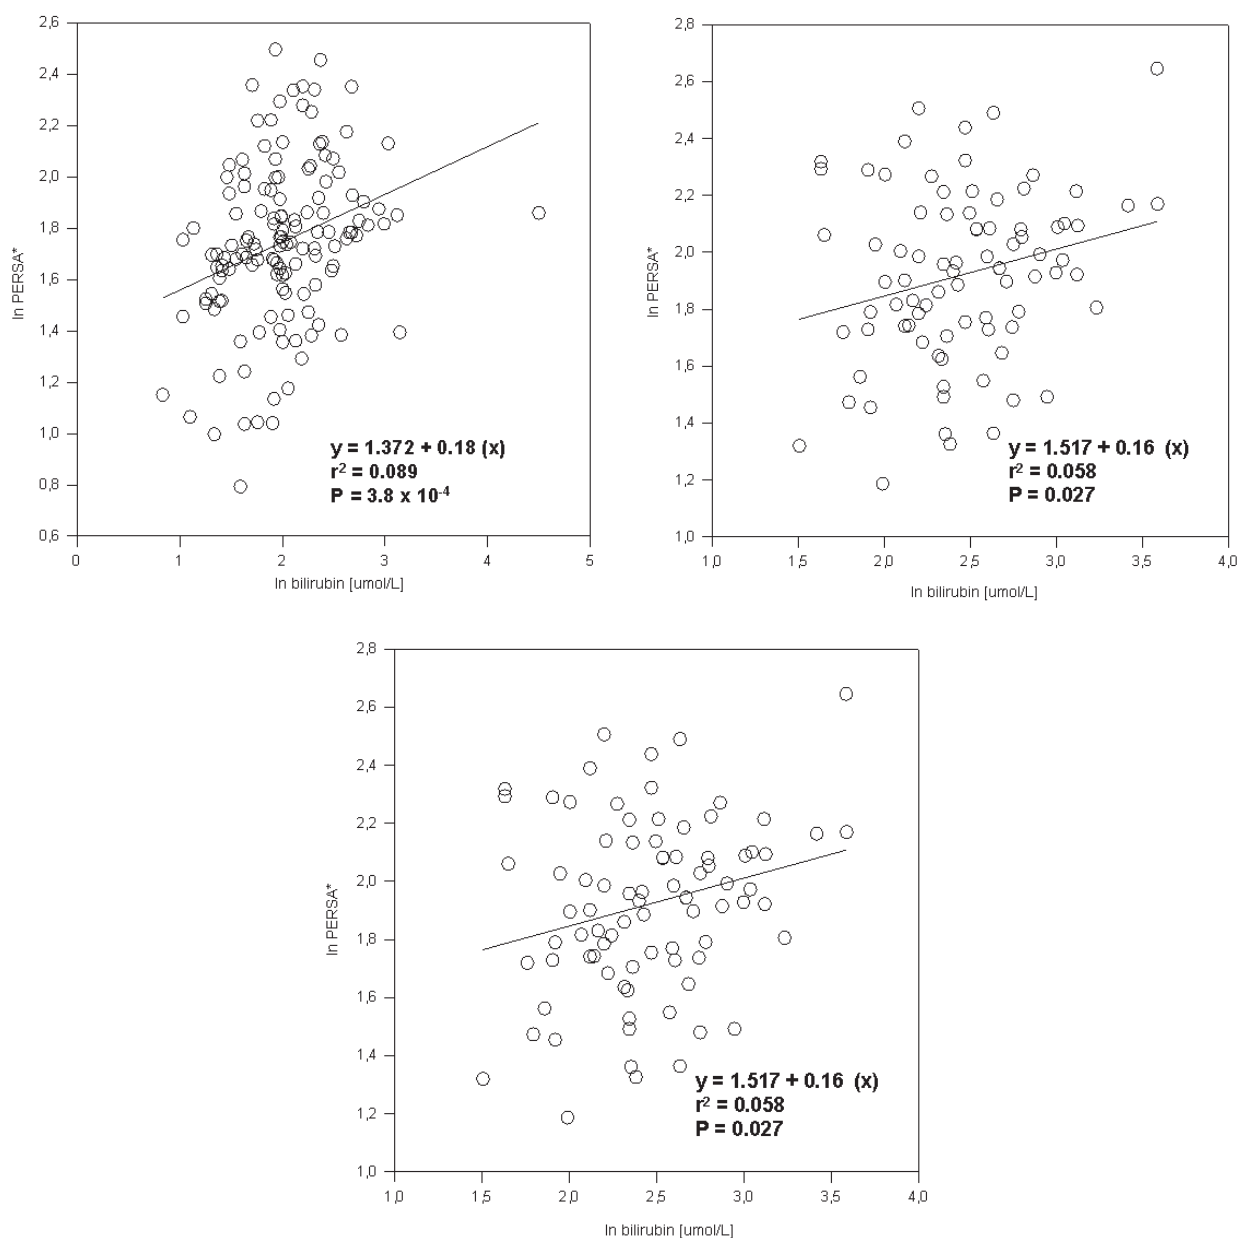 2,6
2,4
2,2
2,0
1,8
1,6
1,4
1,2
1,0
0,8
0,6
ln PERSA*
y = 1.372 + 0.18 (x)
r² = 0.089
P = 3.8 x 10⁻⁴
0 1 2 3 4 5
ln bilirubin [umol/L]
2,8
2,6
2,4
2,2
2,0
1,8
1,6
1,4
1,2
1,0
ln PERSA*
y = 1.517 + 0.16 (x)
r² = 0.058
P = 0.027
1,0 1,5 2,0 2,5 3,0 3,5 4,0
ln bilirubin [umol/L]
2,8
2,6
2,4
2,2
2,0
1,8
1,6
1,4
1,2
1,0
ln PERSA*
y = 1.517 + 0.16 (x)
r² = 0.058
P = 0.027
1,0 1,5 2,0 2,5 3,0 3,5 4,0
ln bilirubin [umol/L]